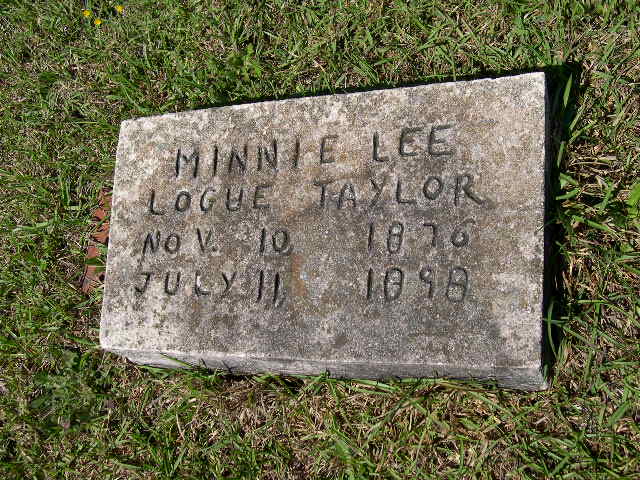 MINNIE LEE
LOGUE TAYLOR
NOV. 10, 1876
JULY 11, 1898